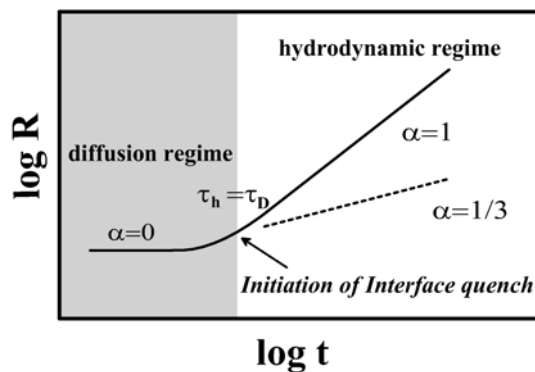 hydrodynamic regime
log R
diffusion regime
α=1
τh =τD
α=0
α=1/3
Initiation of Interface quench
log t